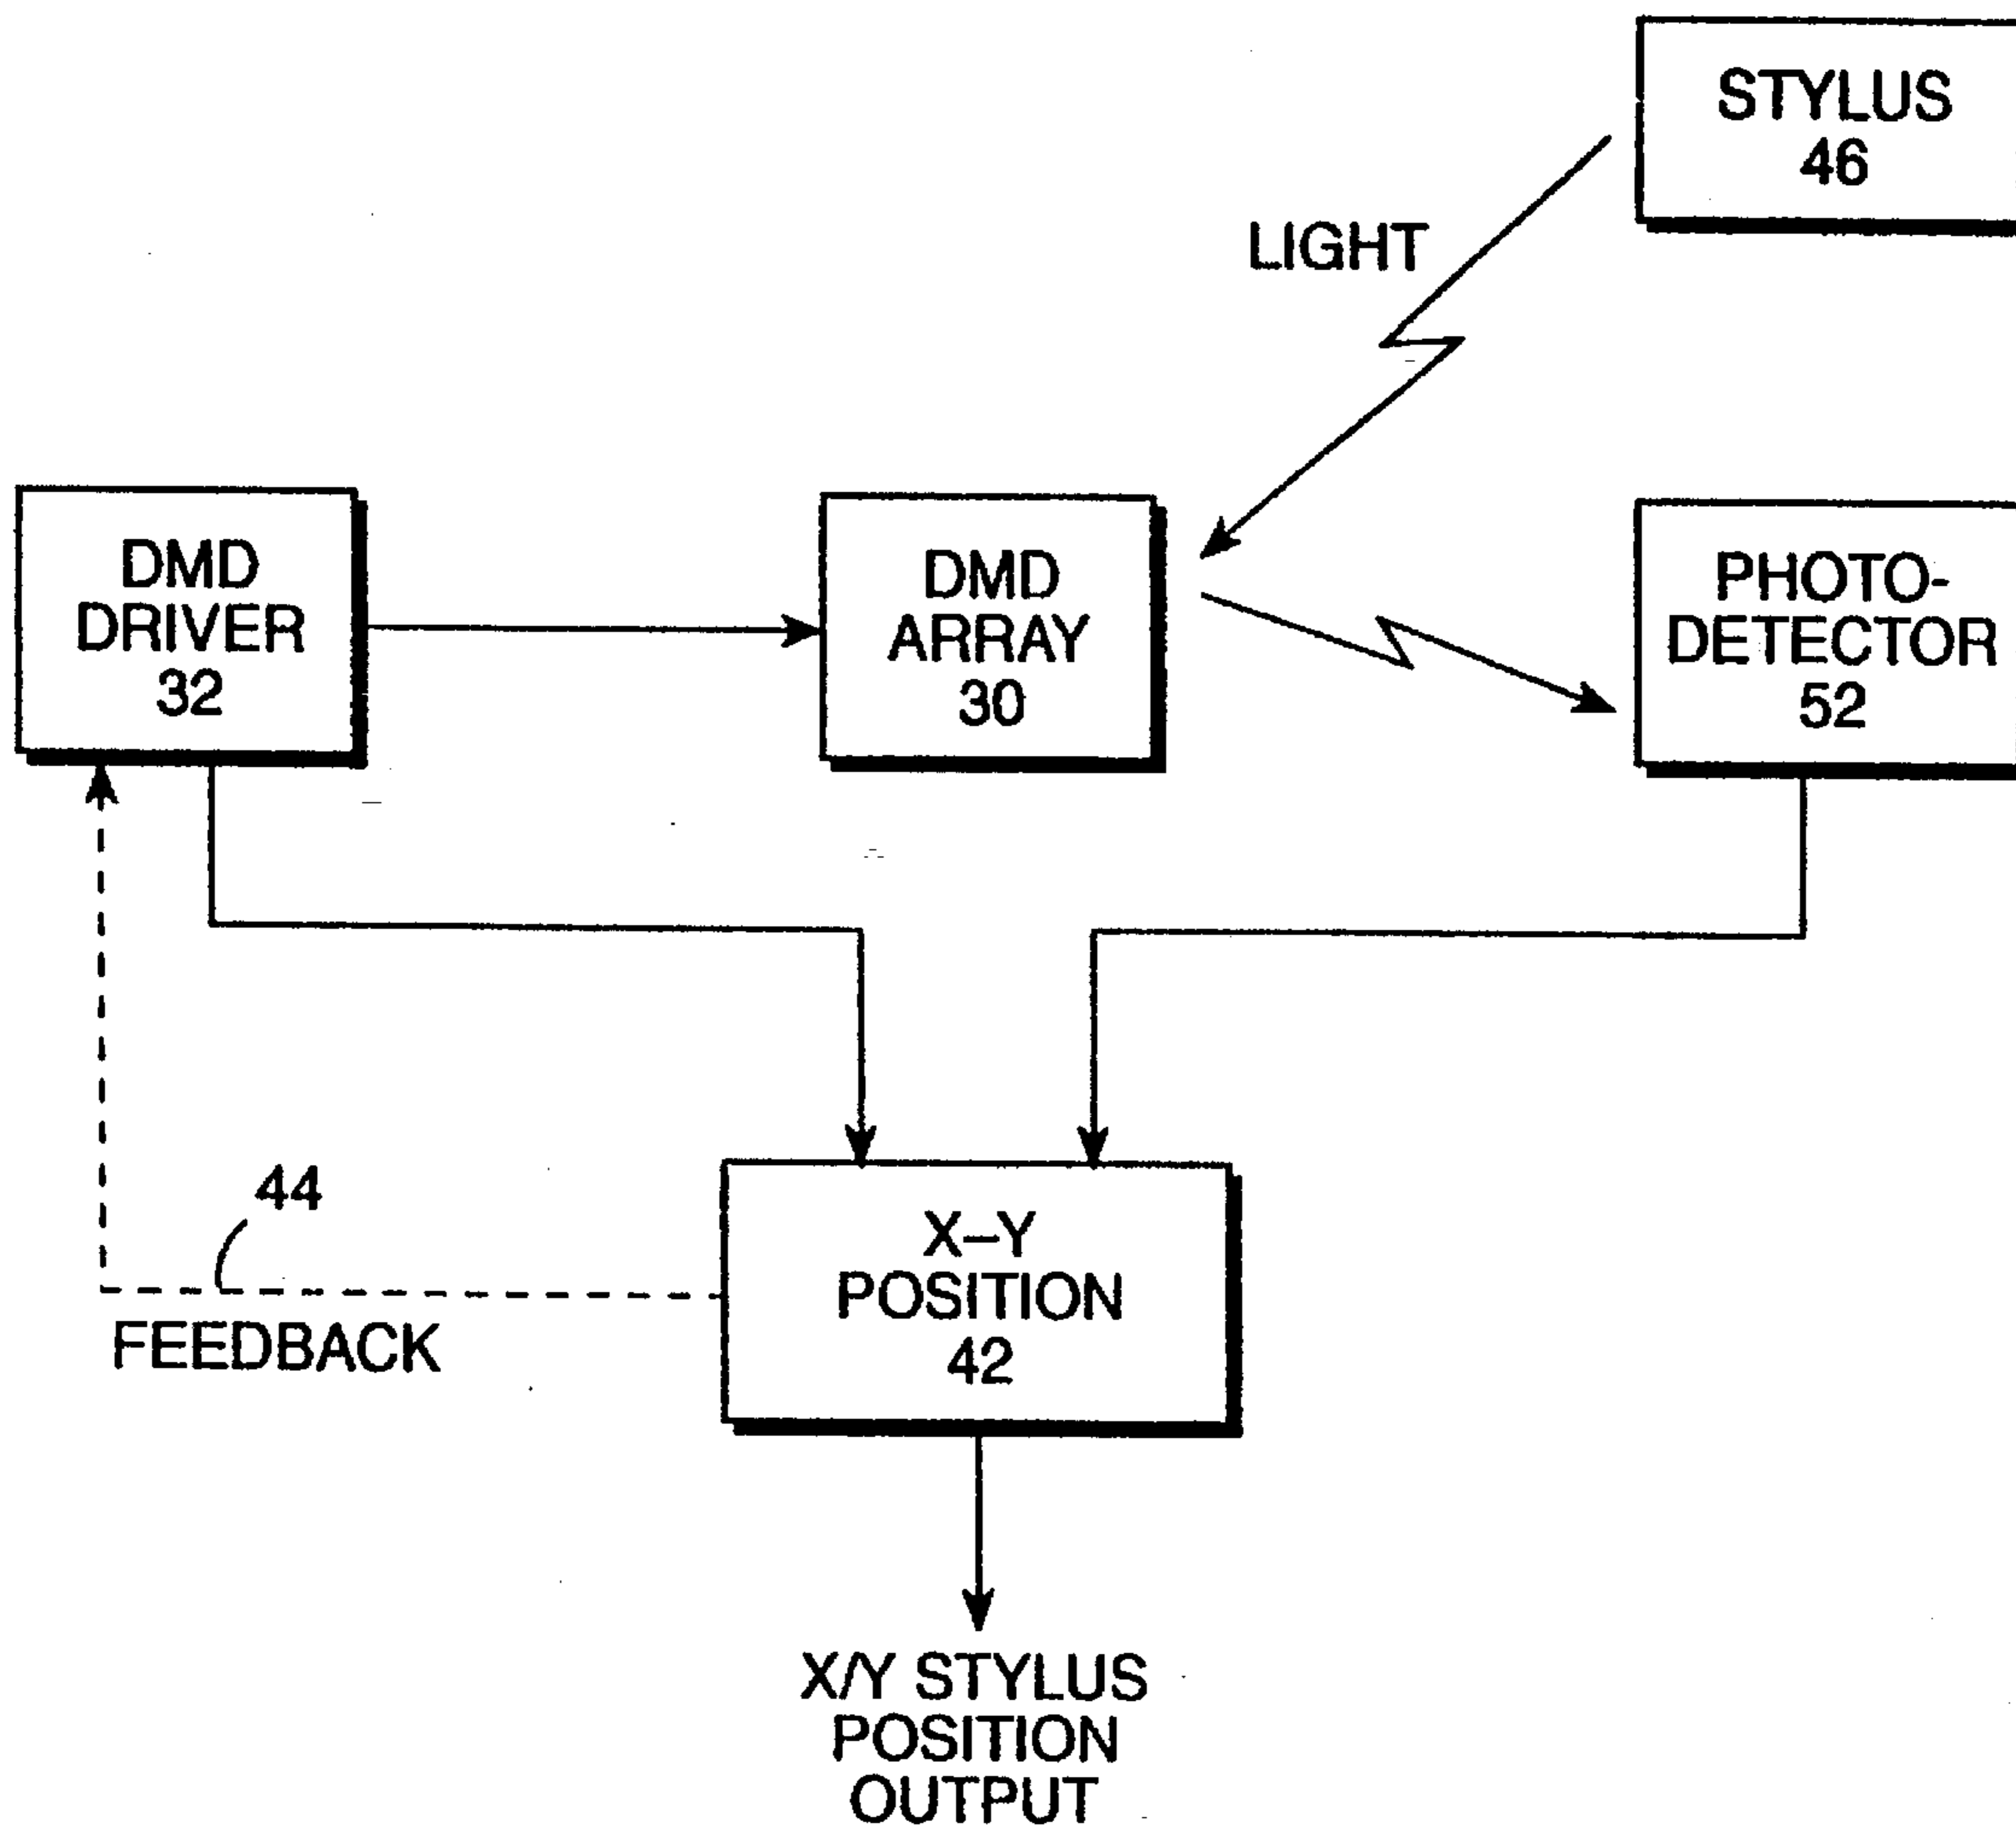 STYLUS
46
LIGHT
DMD
DRIVER
32
DMD
ARRAY
30
PHOTO-
DETECTOR
52
44
FEEDBACK
X–Y
POSITION
42
X/Y STYLUS
POSITION
OUTPUT